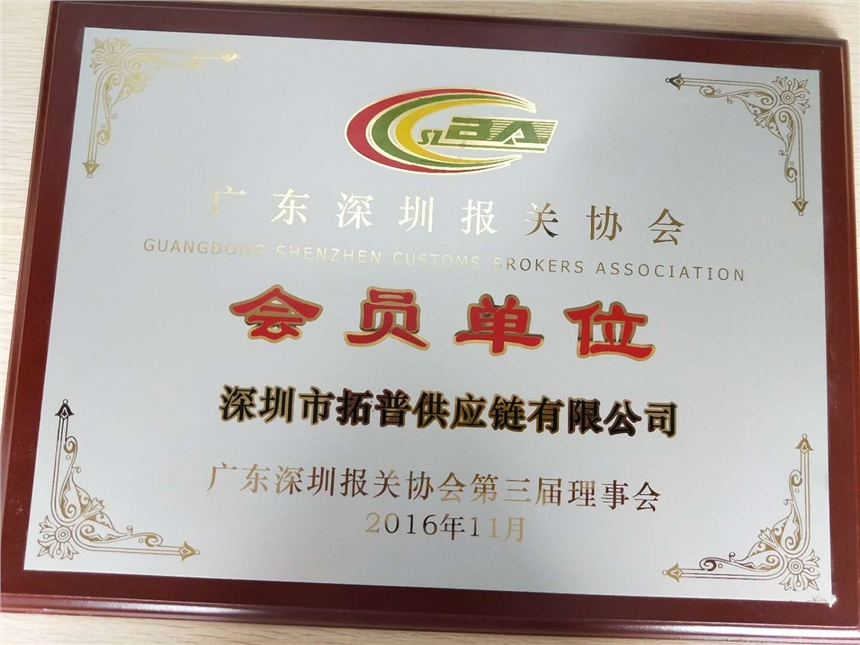 SZBA
广东深圳报关协会
GUANGDONG SHENZHEN CUSTOMS BROKERS ASSOCIATION
会员单位
深圳市拓普供应链有限公司
广东深圳报关协会第三届理事会
2016年11月